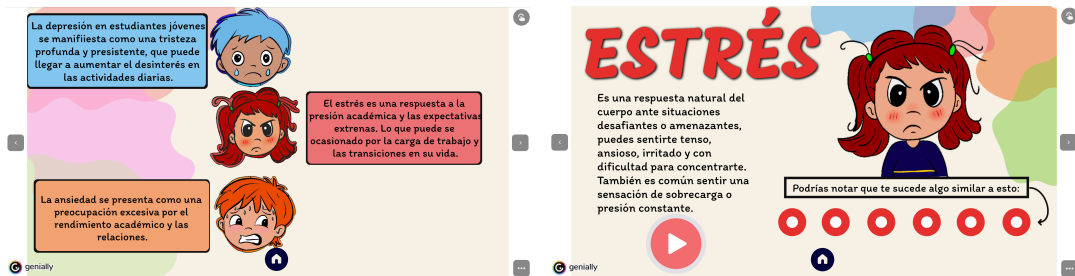 La depresión en estudiantes jóvenes
se manifiiesta como una tristeza
profunda y presistente, que puede
llegar a aumentar el desinterés en
las actividades diarias.
El estrés es una respuesta a la
presión académica y las expectativas
extrenas. Lo que puede se
ocasionado por la carga de trabajo y
las transiciones en su vida.
La ansiedad se presenta como una
preocupación excesiva por el
rendimiento académico y las
relaciones.
genially
ESTRÉS
Es una respuesta natural del
cuerpo ante situaciones
desafiantes o amenazantes,
puedes sentirte tenso,
ansioso, irritado y con
dificultad para concentrarte.
También es común sentir una
sensación de sobrecarga o
presión constante.
Podrías notar que te sucede algo similar a esto:
genially